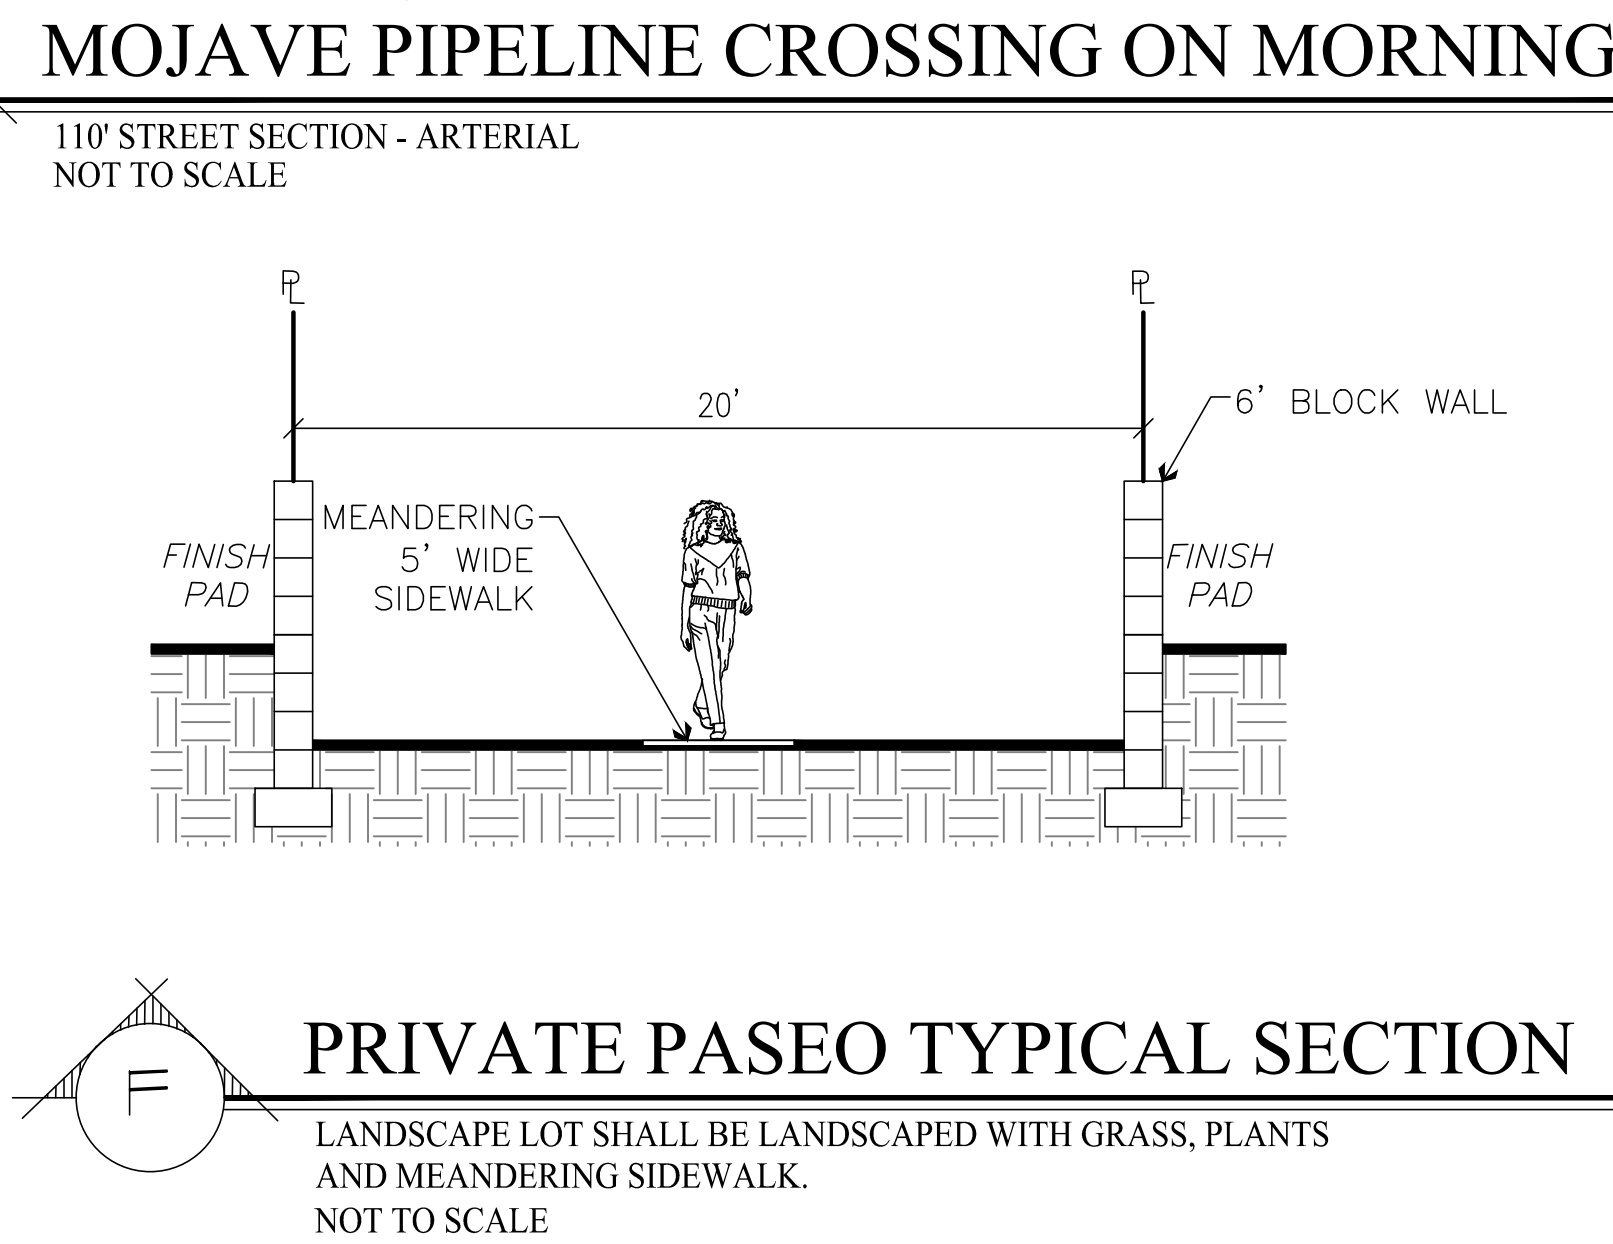 MOJAVE PIPELINE CROSSING ON MORNING
110' STREET SECTION - ARTERIAL
NOT TO SCALE
PL
PL
20'
6' BLOCK WALL
MEANDERING
5' WIDE
SIDEWALK
FINISH
PAD
FINISH
PAD
F
PRIVATE PASEO TYPICAL SECTION
LANDSCAPE LOT SHALL BE LANDSCAPED WITH GRASS, PLANTS
AND MEANDERING SIDEWALK.
NOT TO SCALE